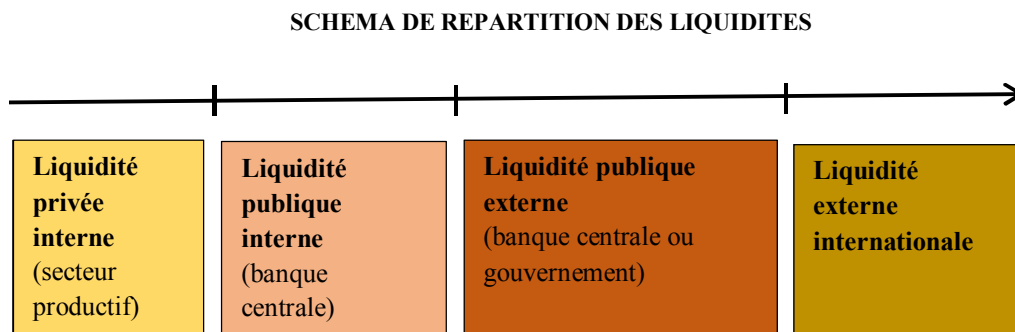 SCHEMA DE REPARTITION DES LIQUIDITES
Liquidité
privée
interne
(secteur
productif)
Liquidité
publique
interne
(banque
centrale)
Liquidité publique
externe
(banque centrale ou
gouvernement)
Liquidité
externe
internationale